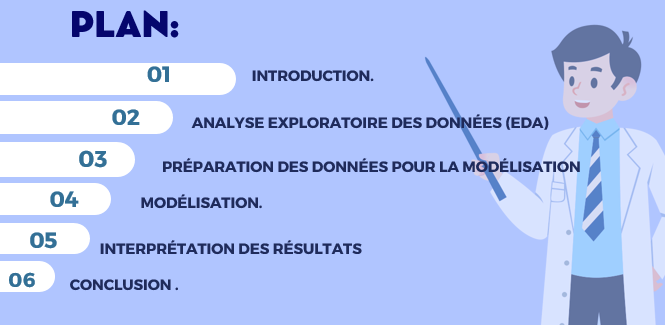 PLAN:
01 INTRODUCTION.
02 ANALYSE EXPLORATOIRE DES DONNÉES (EDA)
03 PRÉPARATION DES DONNÉES POUR LA MODÉLISATION
04 MODÉLISATION.
05 INTERPRÉTATION DES RÉSULTATS
06 CONCLUSION .